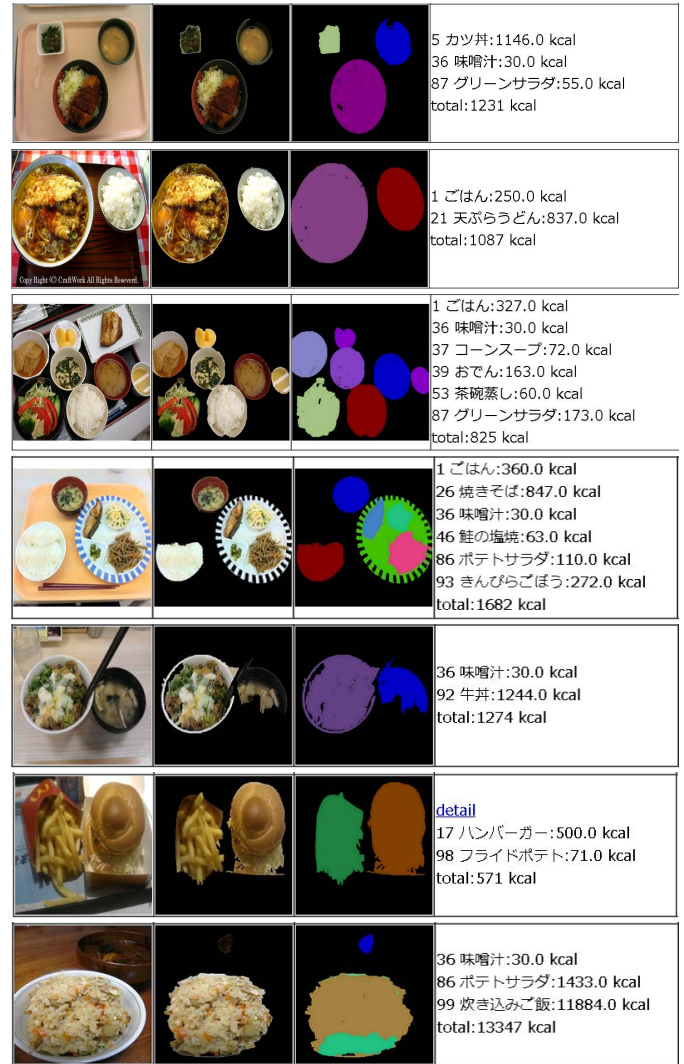 5 カツ丼:1146.0 kcal
36 味噌汁:30.0 kcal
87 グリーンサラダ:55.0 kcal
total:1231 kcal
Copy Right (C) CraftWork All Rights Reseverd.
1 ごはん:250.0 kcal
21 天ぷらうどん:837.0 kcal
total:1087 kcal
1 ごはん:327.0 kcal
36 味噌汁:30.0 kcal
37 コーンスープ:72.0 kcal
39 おでん:163.0 kcal
53 茶碗蒸し:60.0 kcal
87 グリーンサラダ:173.0 kcal
total:825 kcal
1 ごはん:360.0 kcal
26 焼きそば:847.0 kcal
36 味噌汁:30.0 kcal
46 鮭の塩焼:63.0 kcal
86 ポテトサラダ:110.0 kcal
93 きんぴらごぼう:272.0 kcal
total:1682 kcal
36 味噌汁:30.0 kcal
92 牛丼:1244.0 kcal
total:1274 kcal
detail
17 ハンバーガー:500.0 kcal
98 フライドポテト:71.0 kcal
total:571 kcal
36 味噌汁:30.0 kcal
86 ポテトサラダ:1433.0 kcal
99 炊き込みご飯:11884.0 kcal
total:13347 kcal